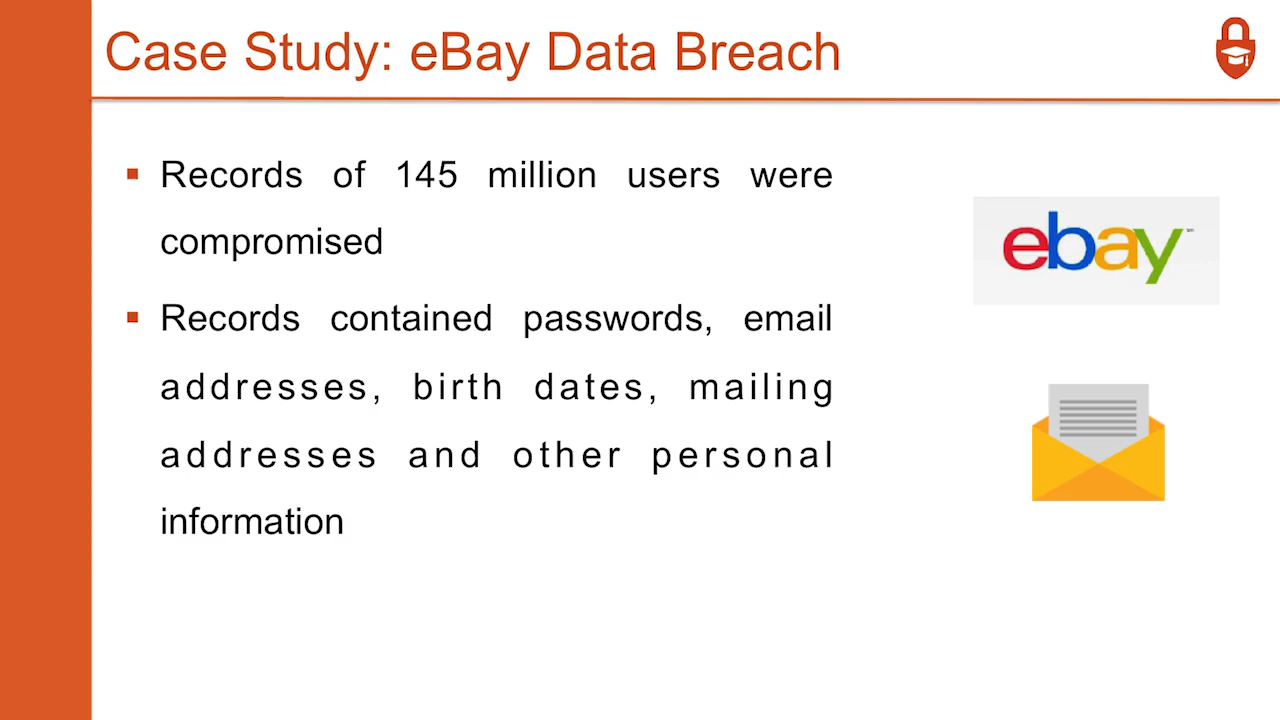 Case Study: eBay Data Breach
Records of 145 million users were
compromised
Records contained passwords, email
addresses, birth dates, mailing
addresses and other personal
information
ebay™